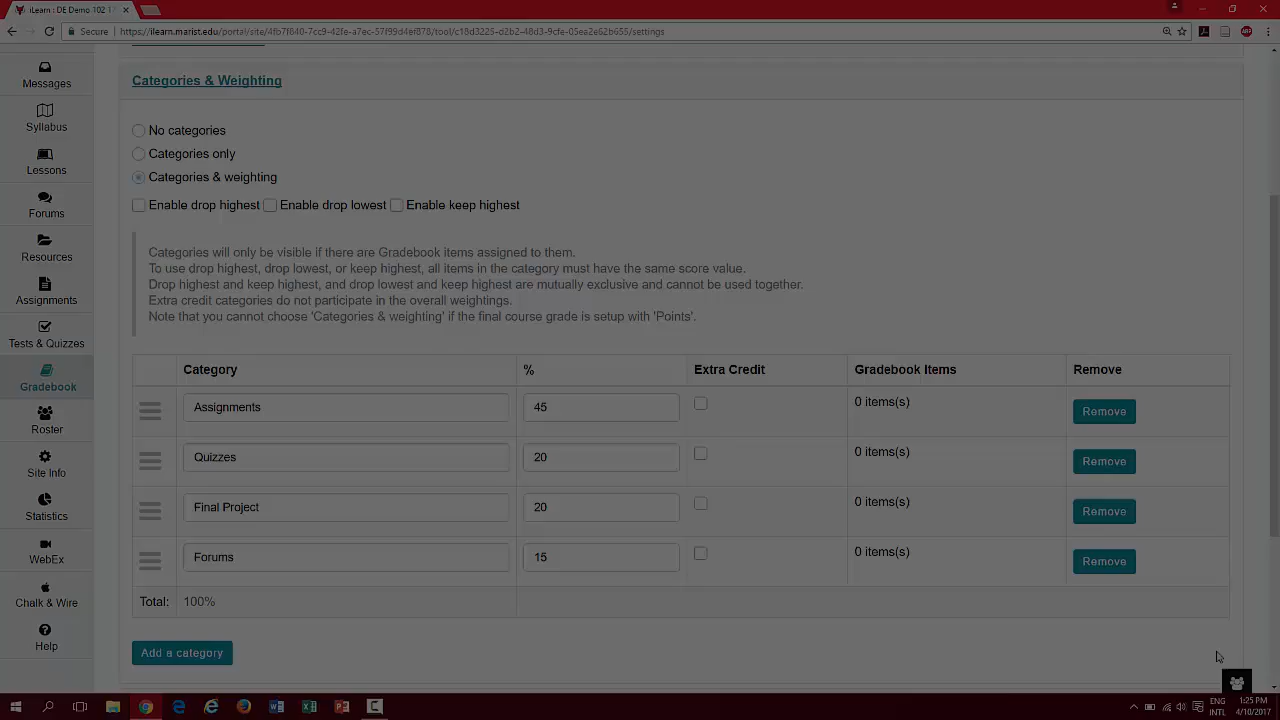 iLearn : DE Demo 102 1
Secure
https://ilearn.marist.edu/portal/site/4fb7f840-7cc9-42fe-a7ec-57f99d4ef878/tool/c18d3225-d2b2-48d3-9cfe-05ea2e62b655/settings
Messages
Syllabus
Lessons
Forums
Resources
Assignments
Tests & Quizzes
Gradebook
Roster
Site Info
Statistics
WebEx
Chalk & Wire
Help
Categories & Weighting
No categories
Categories only
Categories & weighting
Enable drop highest Enable drop lowest Enable keep highest
Categories will only be visible if there are Gradebook items assigned to them.
To use drop highest, drop lowest, or keep highest, all items in the category must have the same score value.
Drop highest and keep highest, and drop lowest and keep highest are mutually exclusive and cannot be used together.
Extra credit categories do not participate in the overall weightings.
Note that you cannot choose 'Categories & weighting' if the final course grade is setup with 'Points'.
Category % Extra Credit Gradebook Items Remove
Assignments 45 0 items(s) Remove
Quizzes 20 0 items(s) Remove
Final Project 20 0 items(s) Remove
Forums 15 0 items(s) Remove
Total: 100%
Add a category
ENG 1:25 PM
INTL 4/10/2017